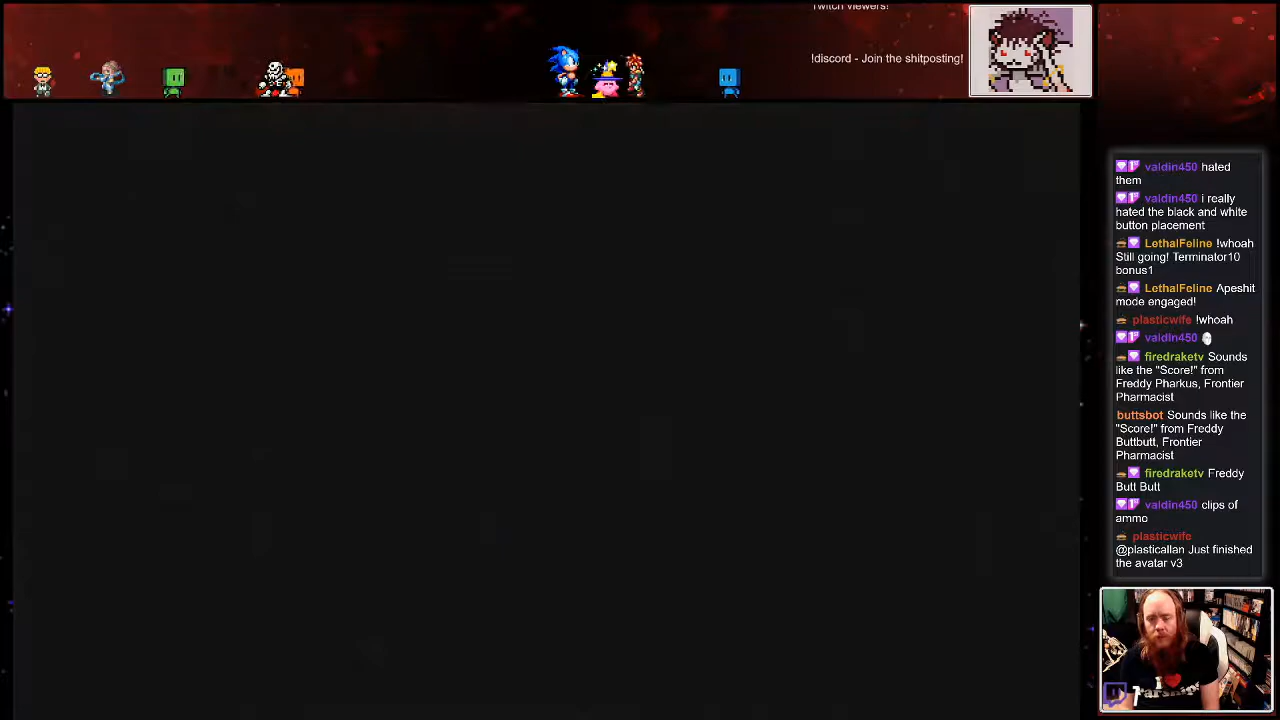 Twitch viewers!
!discord - Join the shitposting!
valdin450 hated
them
valdin450 i really
hated the black and white
button placement
LethalFeline !whoah
Still going! Terminator10
bonus1
LethalFeline Apeshit
mode engaged!
plasticwife !whoah
valdin450
firedraketv Sounds
like the "Score!" from
Freddy Pharkus, Frontier
Pharmacist
buttsbot Sounds like the
"Score!" from Freddy
Buttbutt, Frontier
Pharmacist
firedraketv Freddy
Butt Butt
valdin450 clips of
ammo
plasticwife
@plasticallan Just finished
the avatar v3
I
7